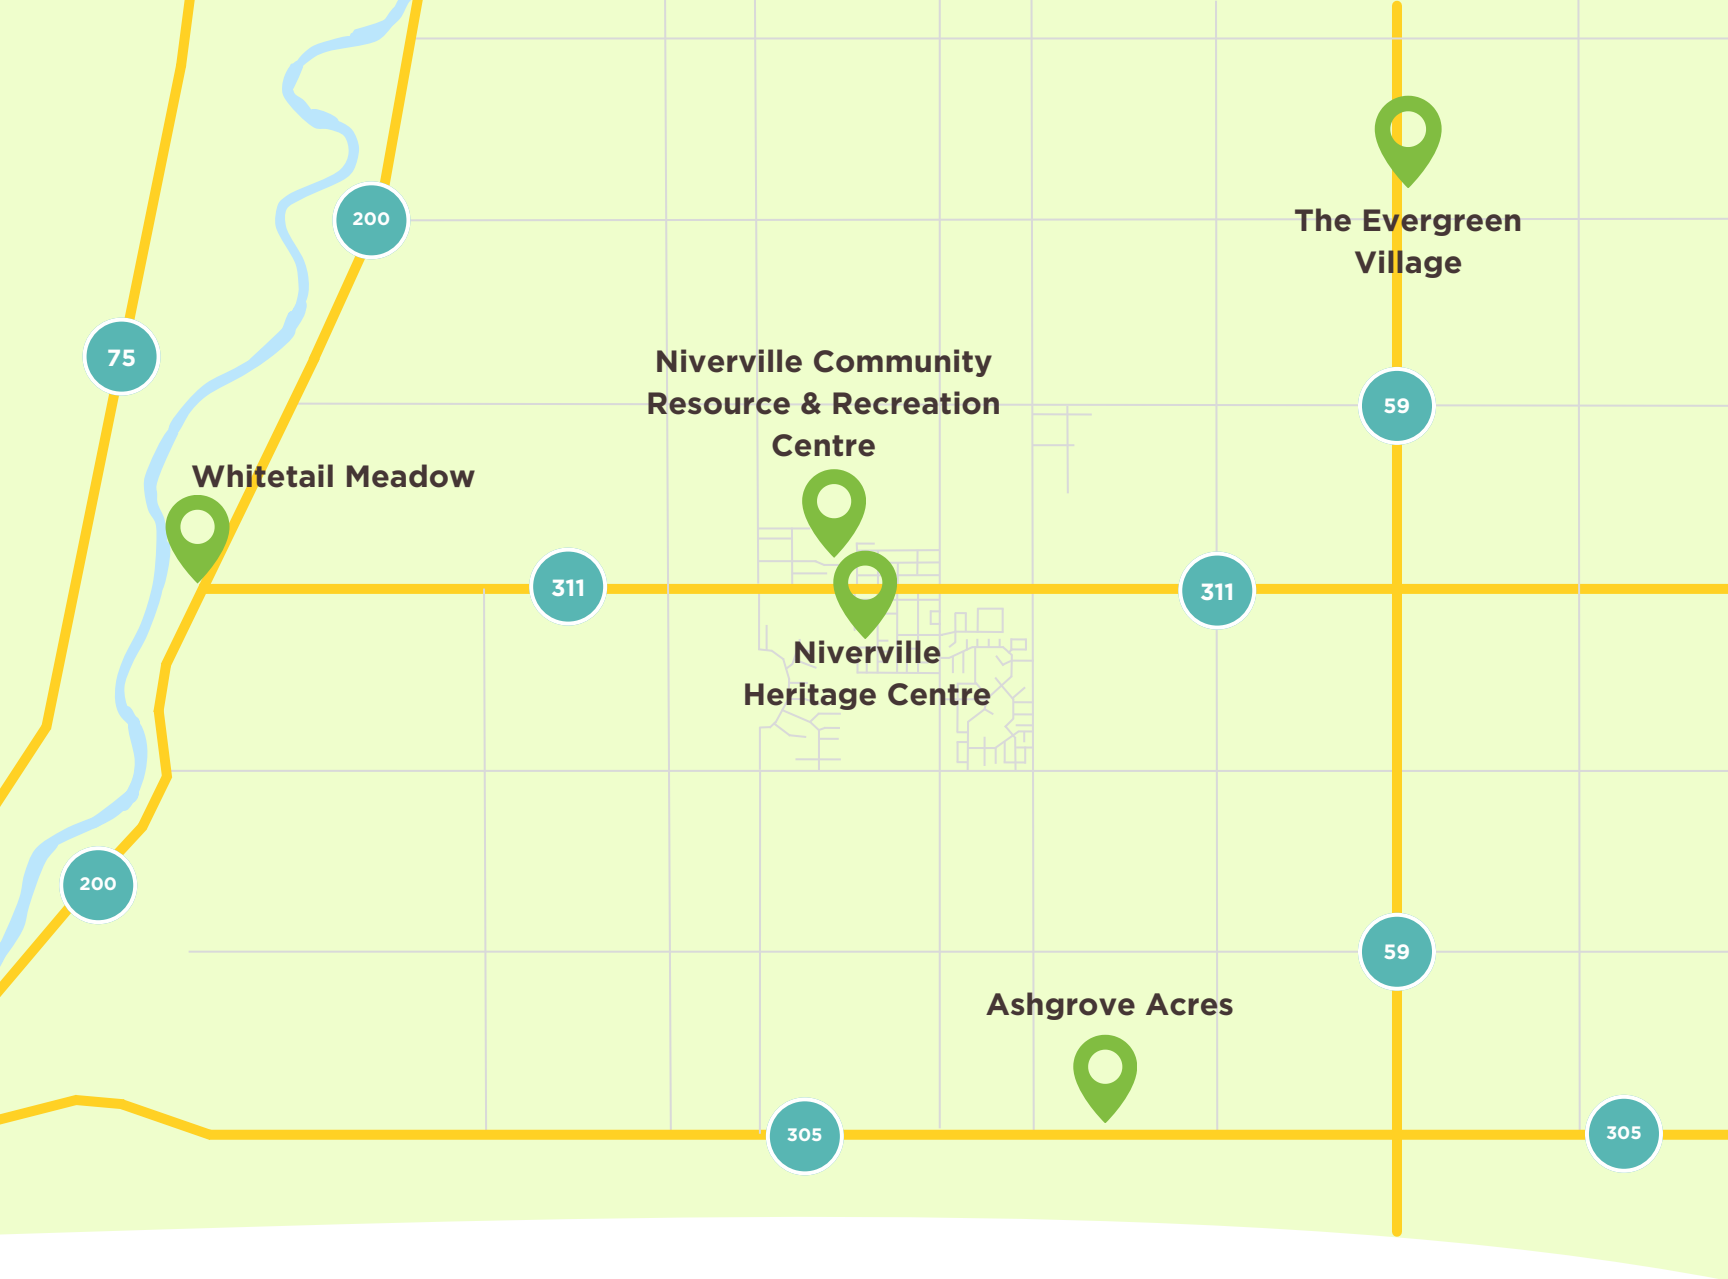 200
The Evergreen
Village
75
Niverville Community
Resource & Recreation
Centre
59
Whitetail Meadow
311
311
Niverville
Heritage Centre
200
59
Ashgrove Acres
305
305